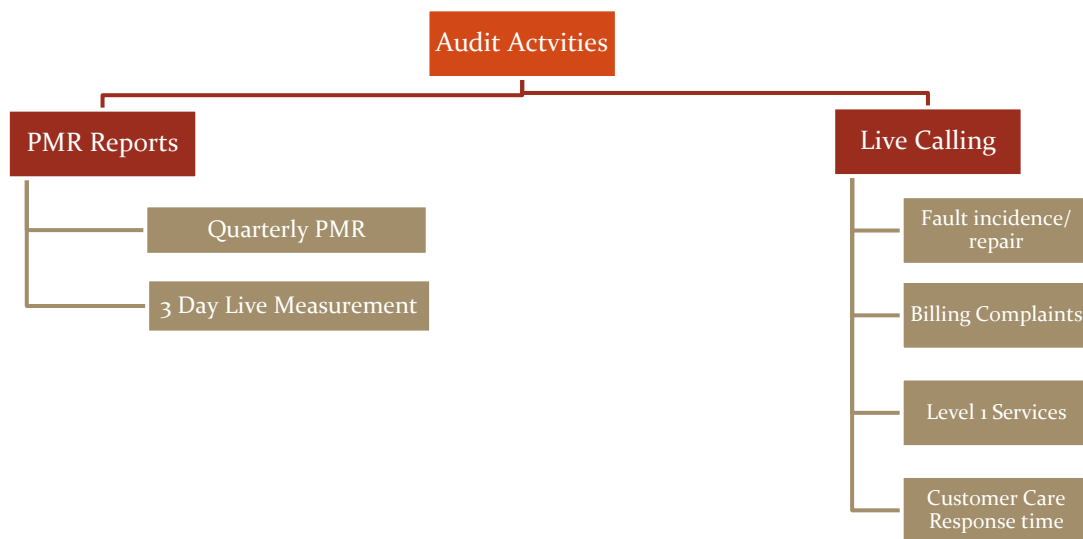 Audit Actvities
PMR Reports
Quarterly PMR
3 Day Live Measurement
Live Calling
Fault incidence/
repair
Billing Complaints
Level 1 Services
Customer Care
Response time